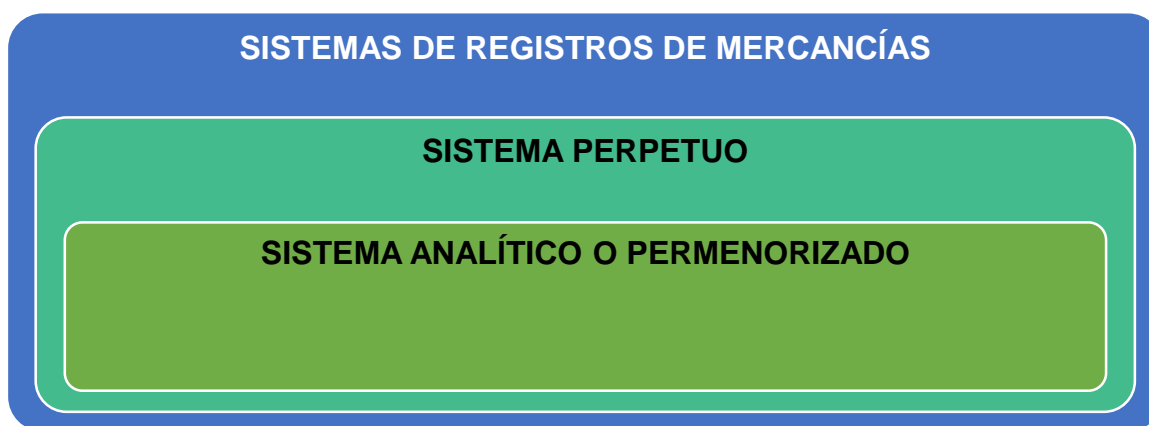 SISTEMAS DE REGISTROS DE MERCANCÍAS
SISTEMA PERPETUO
SISTEMA ANALÍTICO O PERMENORIZADO